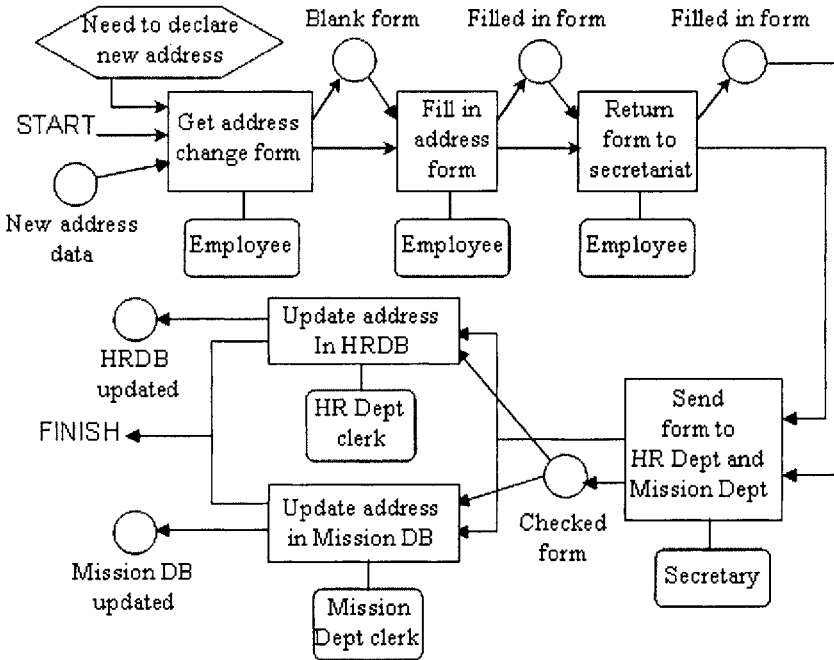 Need to declare
new address
Blank form
Filled in form
Filled in form
START
Get address
change form
Fill in
address
form
Return
form to
secretariat
New address
data
Employee
Employee
Employee
HRDB
updated
Update address
In HRDB
HR Dept
clerk
FINISH
Send
form to
HR Dept and
Mission Dept
Update address
in Mission DB
Checked
form
Mission DB
updated
Mission
Dept clerk
Secretary